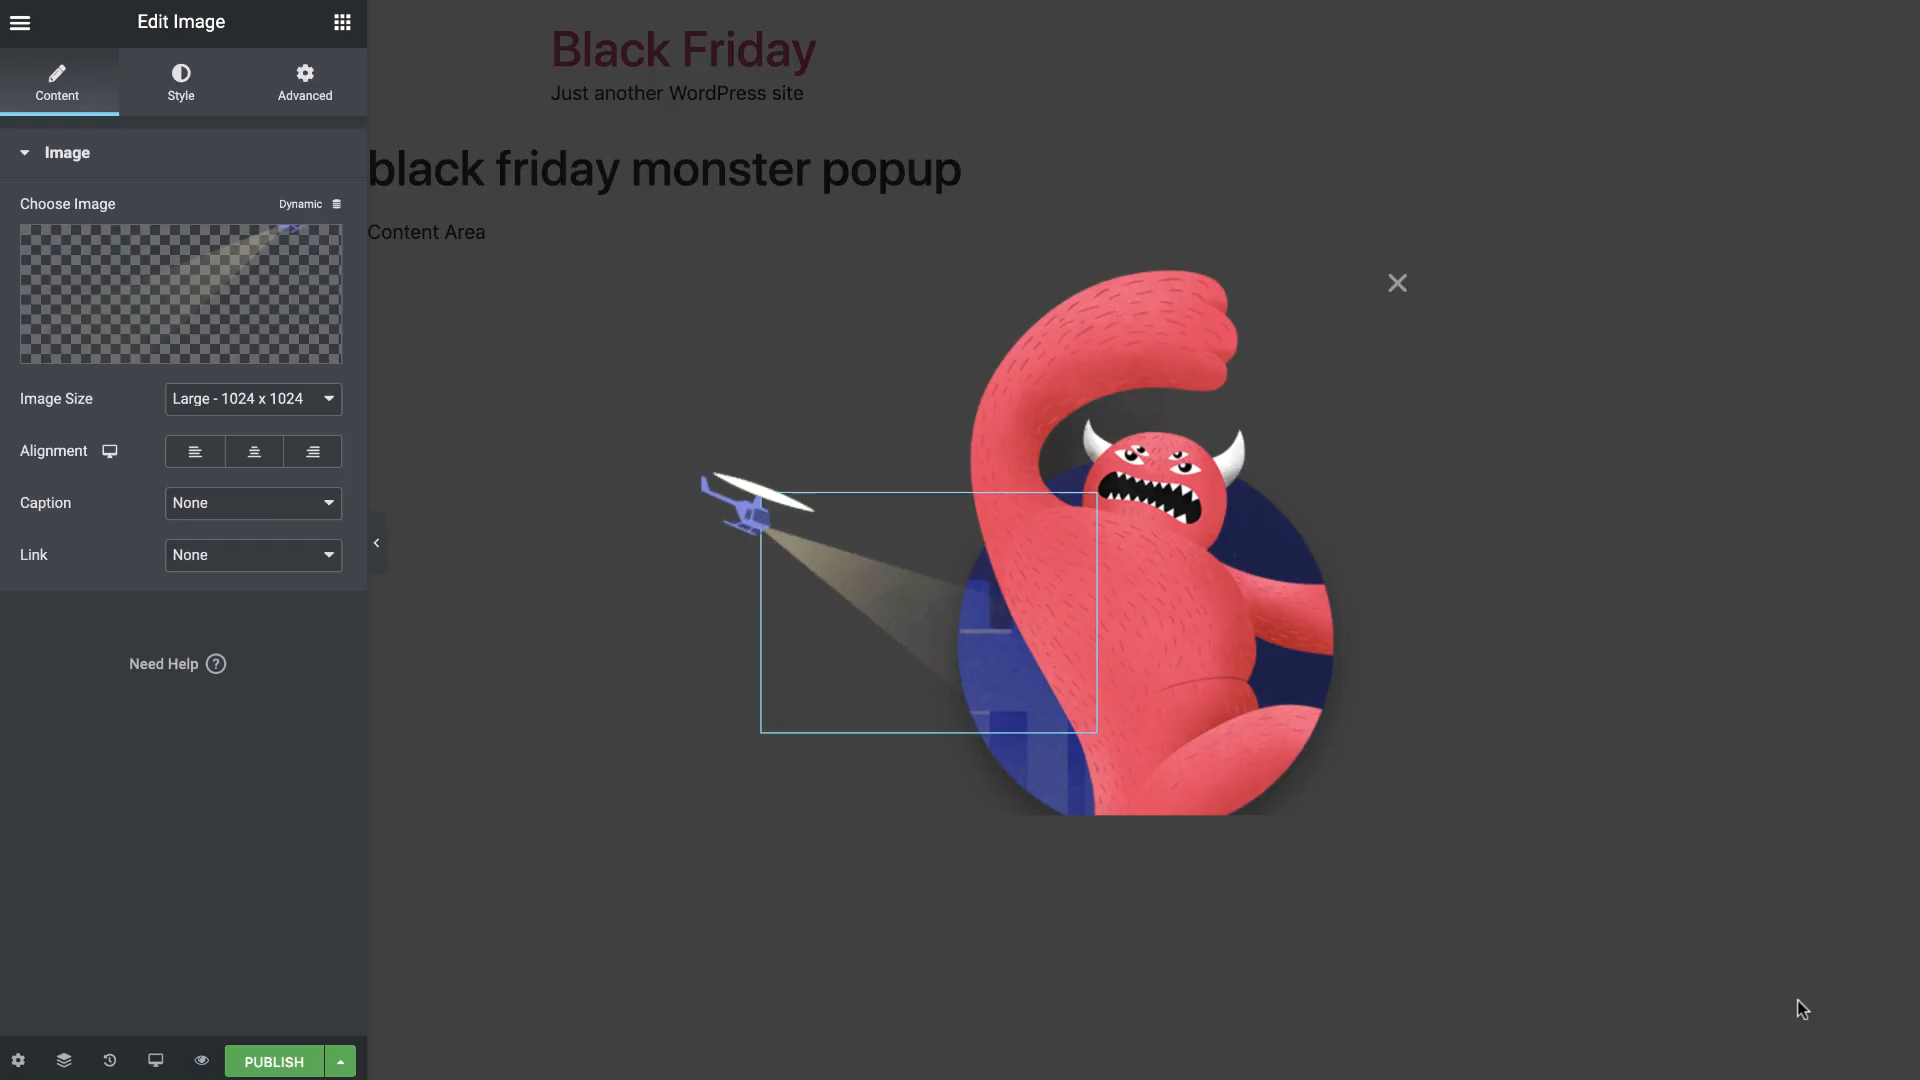 Edit Image
Content
Style
Advanced
Image
Choose Image
Dynamic
Image Size
Large - 1024 x 1024
Alignment
Caption
None
Link
None
Need Help ?
PUBLISH
Black Friday
Just another WordPress site
black friday monster popup
Content Area